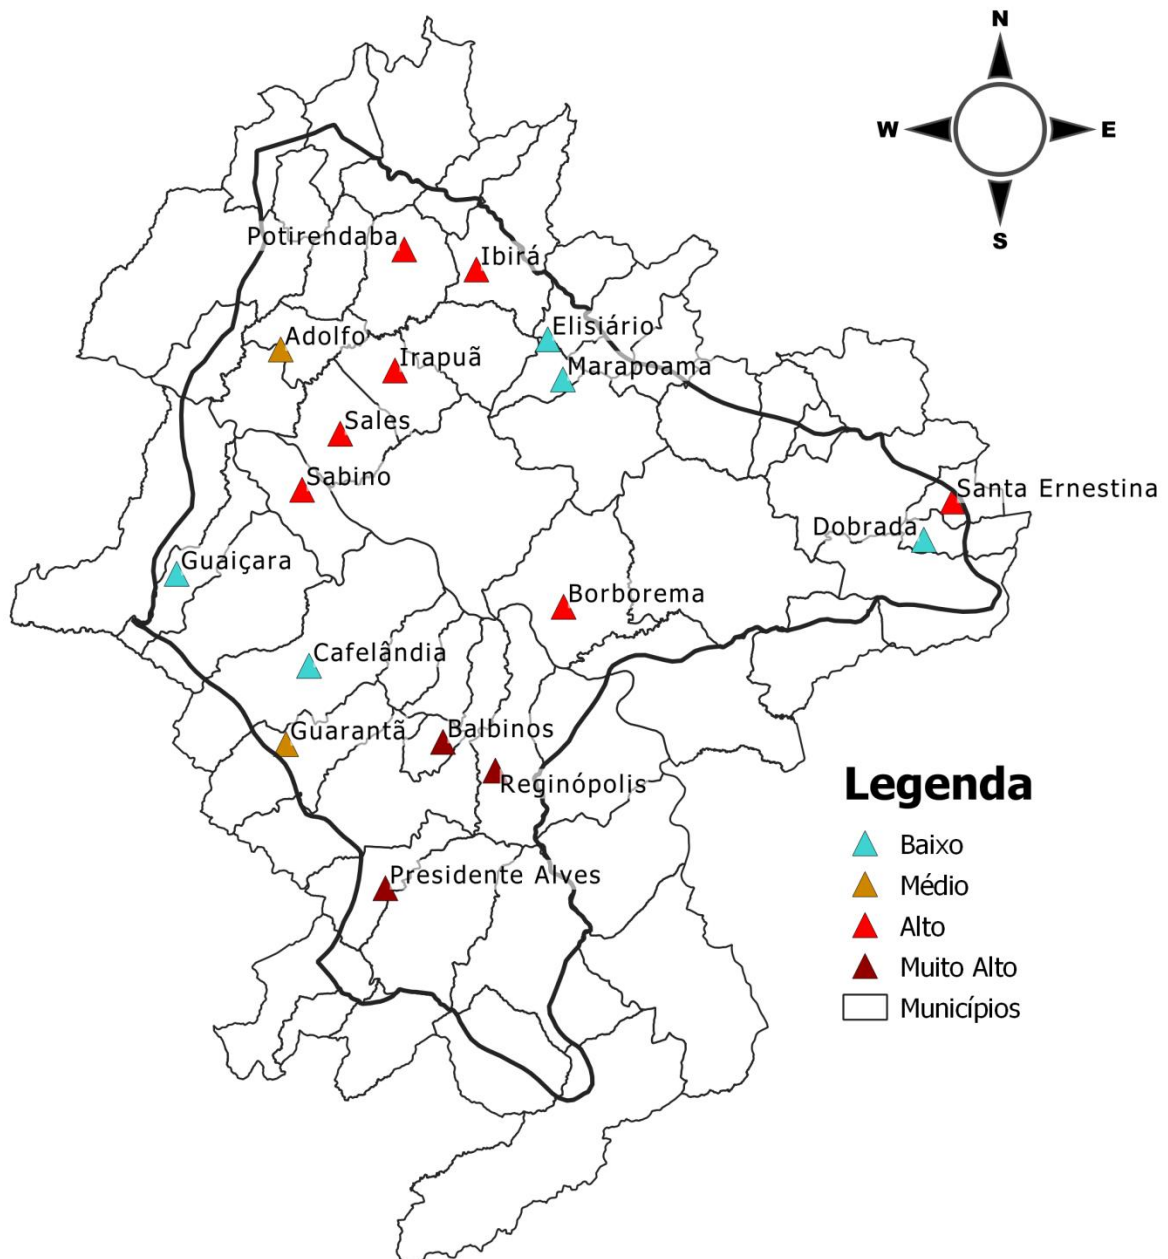 N
W
E
S
Potirendaba
Ibirá
Elisiário
Adolfo
Irapuã
Marapoama
Sales
Sabino
Santa Ernestina
Dobrada
Guaiçara
Borborema
Cafelândia
Guarantã
Balbinos
Reginópolis
Presidente Alves
Legenda
Baixo
Médio
Alto
Muito Alto
Municípios